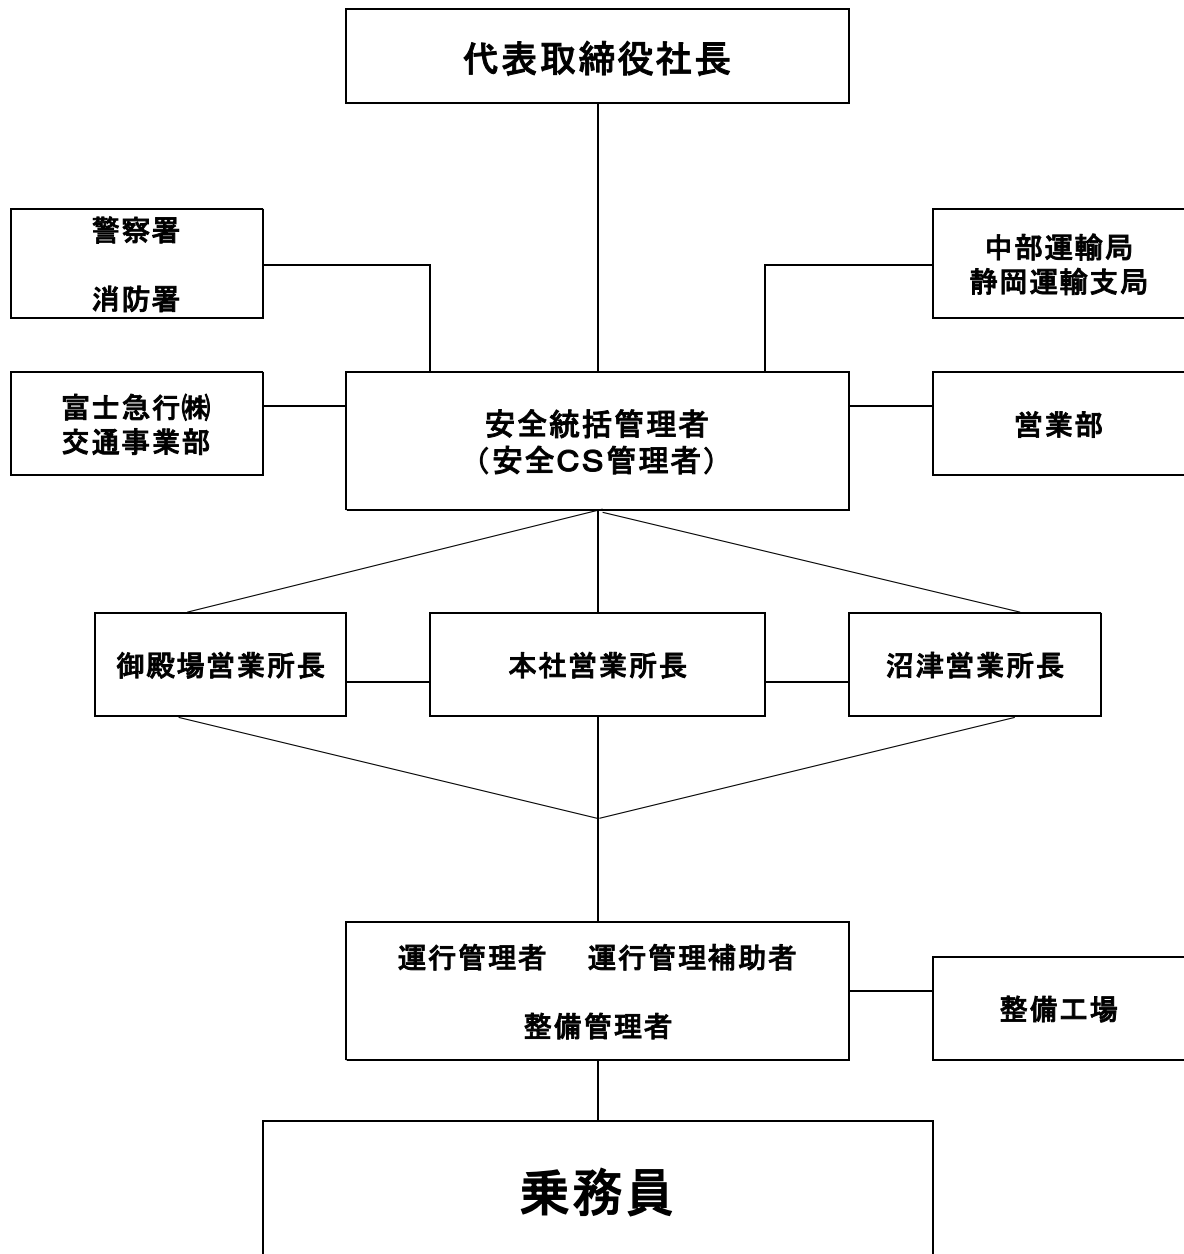 代表取締役社長
警察署
消防署
中部運輸局
静岡運輸支局
富士急行㈱
交通事業部
安全統括管理者
（安全CS管理者）
営業部
御殿場営業所長
本社営業所長
沼津営業所長
運行管理者　運行管理補助者
整備管理者
整備工場
乗務員